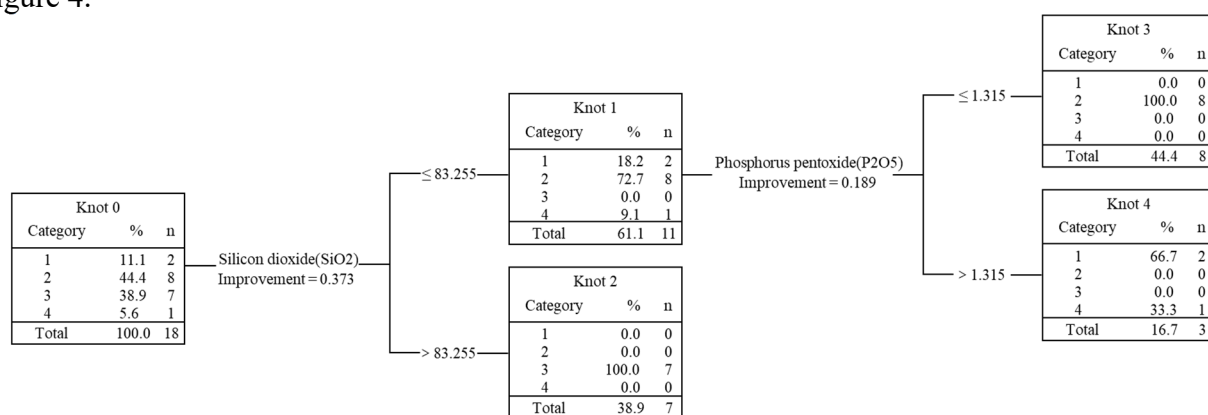 igure 4.
Knot 0
Category % n
1 11.1 2
2 44.4 8
3 38.9 7
4 5.6 1
Total 100.0 18
Silicon dioxide(SiO2)
Improvement=0.373
≤ 83.255
> 83.255
Knot 1
Category % n
1 18.2 2
2 72.7 8
3 0.0 0
4 9.1 1
Total 61.1 11
Knot 2
Category % n
1 0.0 0
2 0.0 0
3 100.0 7
4 0.0 0
Total 38.9 7
Phosphorus pentoxide(P2O5)
Improvement=0.189
≤ 1.315
> 1.315
Knot 3
Category % n
1 0.0 0
2 100.0 8
3 0.0 0
4 0.0 0
Total 44.4 8
Knot 4
Category % n
1 66.7 2
2 0.0 0
3 0.0 0
4 33.3 1
Total 16.7 3